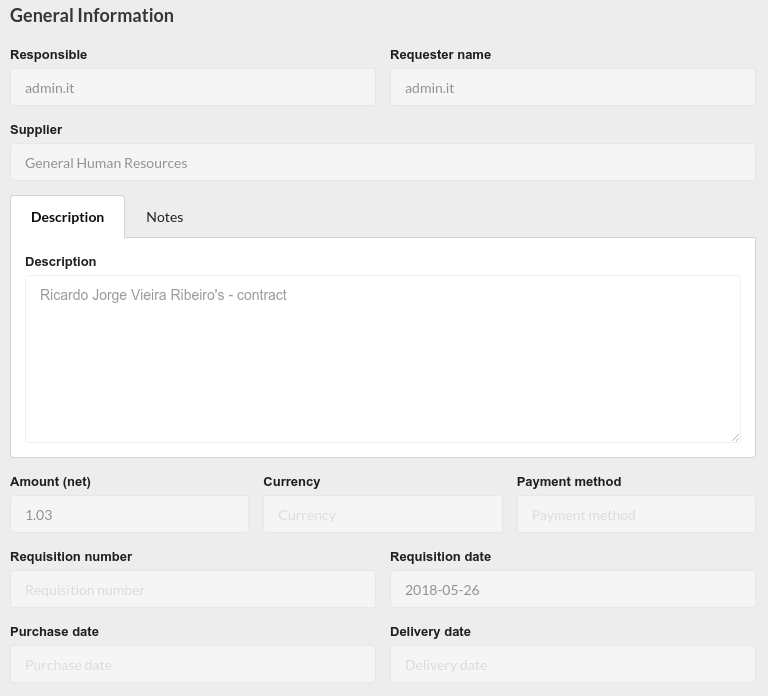 General Information
Responsible Requester name
admin.it admin.it
Supplier
General Human Resources
Description Notes
Description
Ricardo Jorge Vieira Ribeiro's - contract
Amount (net) Currency Payment method
1.03 Currency Payment method
Requisition number Requisition date
Requisition number 2018-05-26
Purchase date Delivery date
Purchase date Delivery date